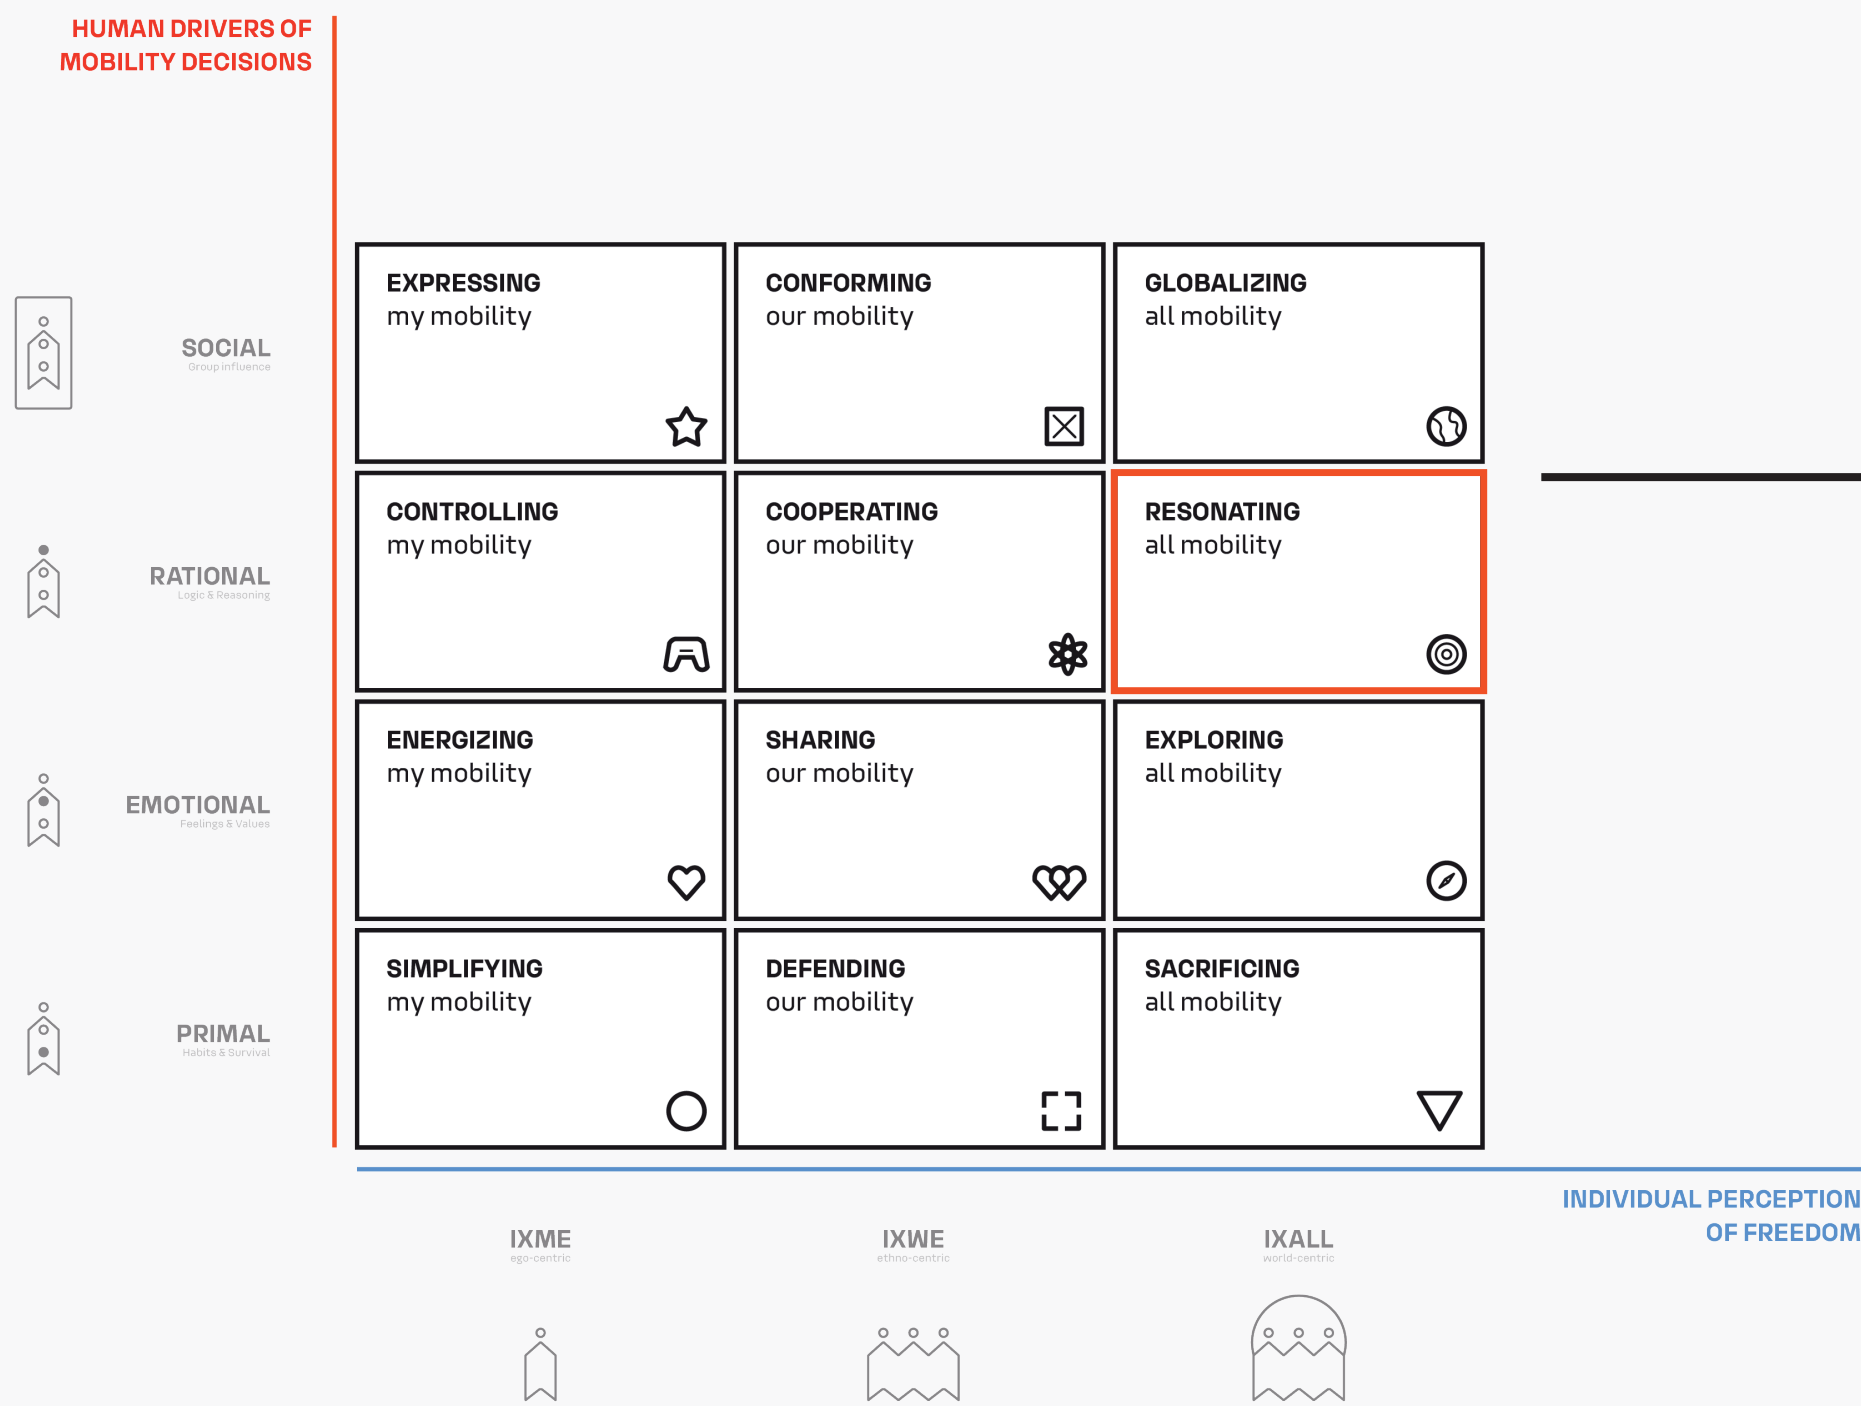 HUMAN DRIVERS OF
MOBILITY DECISIONS
SOCIAL
Group influence
EXPRESSING
my mobility
CONFORMING
our mobility
GLOBALIZING
all mobility
RATIONAL
Logic & Reasoning
CONTROLLING
my mobility
COOPERATING
our mobility
RESONATING
all mobility
EMOTIONAL
Feelings & Values
ENERGIZING
my mobility
SHARING
our mobility
EXPLORING
all mobility
PRIMAL
Habits & Survival
SIMPLIFYING
my mobility
DEFENDING
our mobility
SACRIFICING
all mobility
INDIVIDUAL PERCEPTION
OF FREEDOM
IXME
ego-centric
IXWE
ethno-centric
IXALL
world-centric